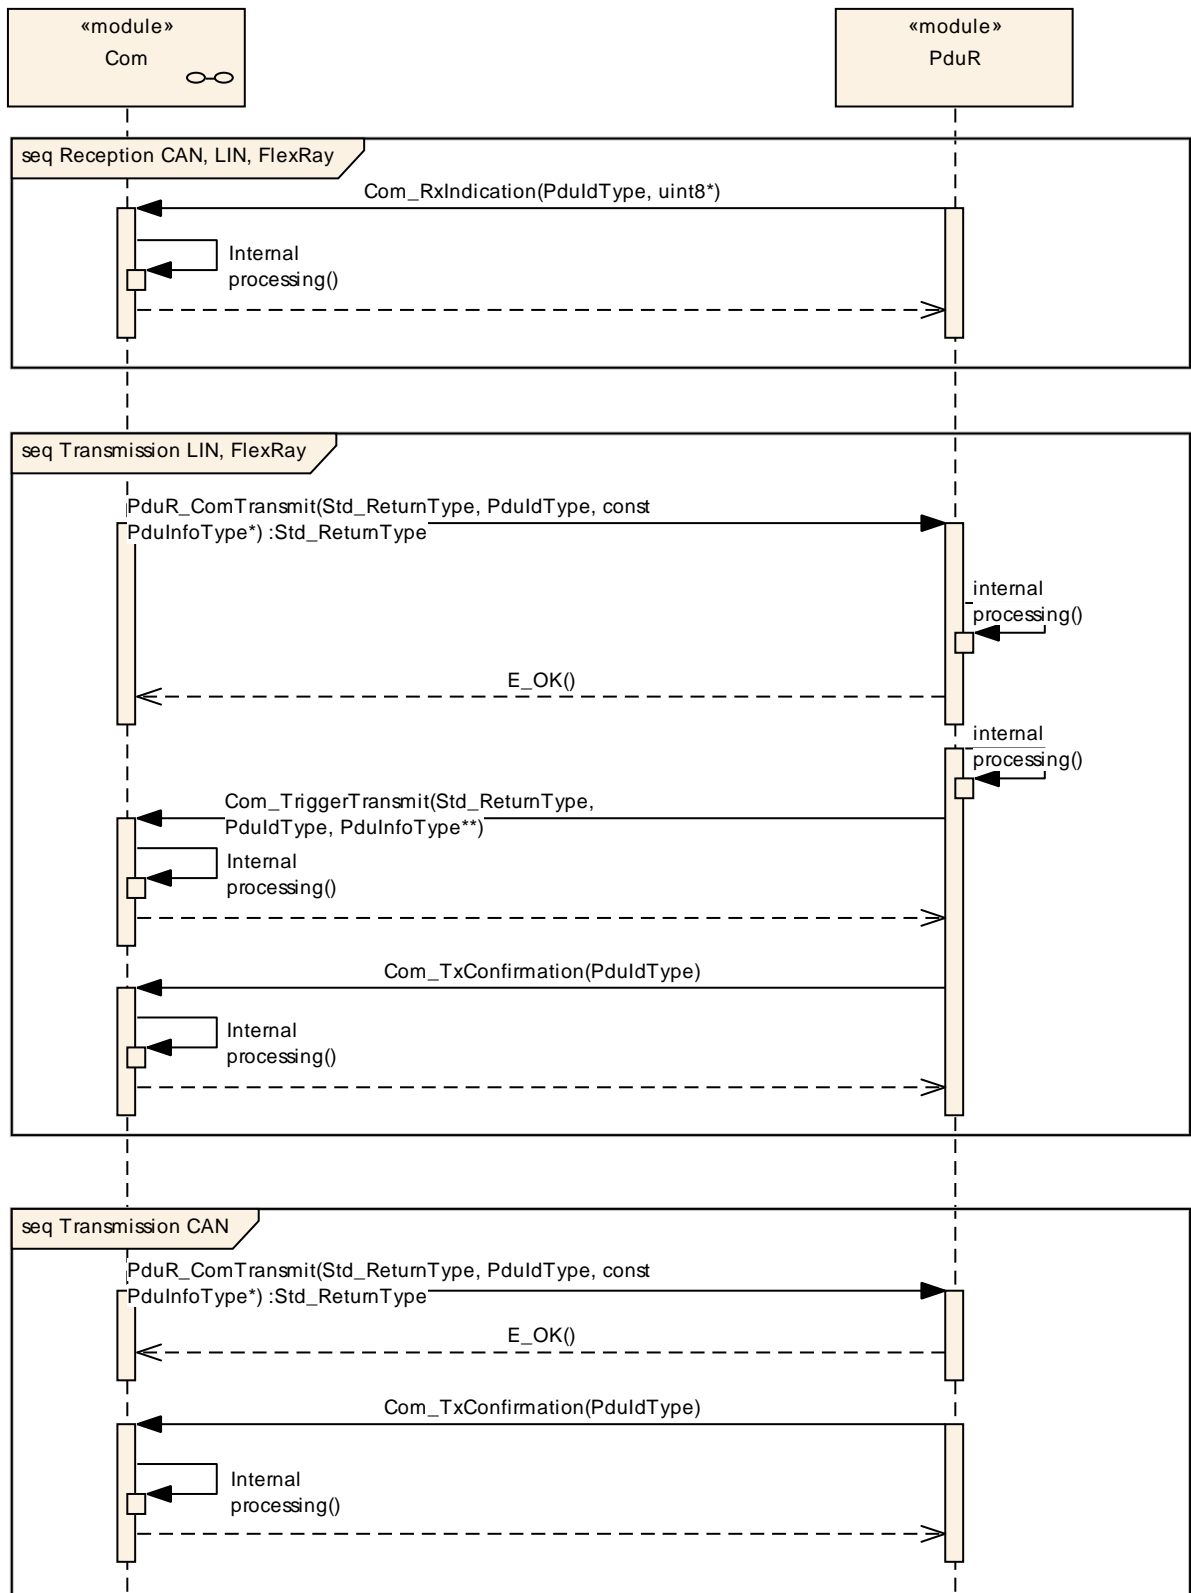 «module»
Com
«module»
PduR
seq Reception CAN, LIN, FlexRay
Com_RxIndication(PduIdType, uint8*)
Internal
processing()
seq Transmission LIN, FlexRay
PduR_ComTransmit(Std_ReturnType, PduIdType, const
PduInfoType*) :Std_ReturnType
internal
processing()
E_OK()
internal
processing()
Com_TriggerTransmit(Std_ReturnType,
PduIdType, PduInfoType**)
Internal
processing()
Com_TxConfirmation(PduIdType)
Internal
processing()
seq Transmission CAN
PduR_ComTransmit(Std_ReturnType, PduIdType, const
PduInfoType*) :Std_ReturnType
E_OK()
Com_TxConfirmation(PduIdType)
Internal
processing()